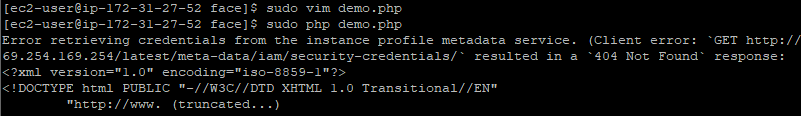 [ec2-user@ip-172-31-27-52 face]$ sudo vim demo.php
[ec2-user@ip-172-31-27-52 face]$ sudo php demo.php
Error retrieving credentials from the instance profile metadata service. (Client error: `GET http://
69.254.169.254/latest/meta-data/iam/security-credentials/` resulted in a `404 Not Found` response:
<?xml version="1.0" encoding="iso-8859-1"?>
<!DOCTYPE html PUBLIC "-//W3C//DTD XHTML 1.0 Transitional//EN"
"http://www. (truncated...)